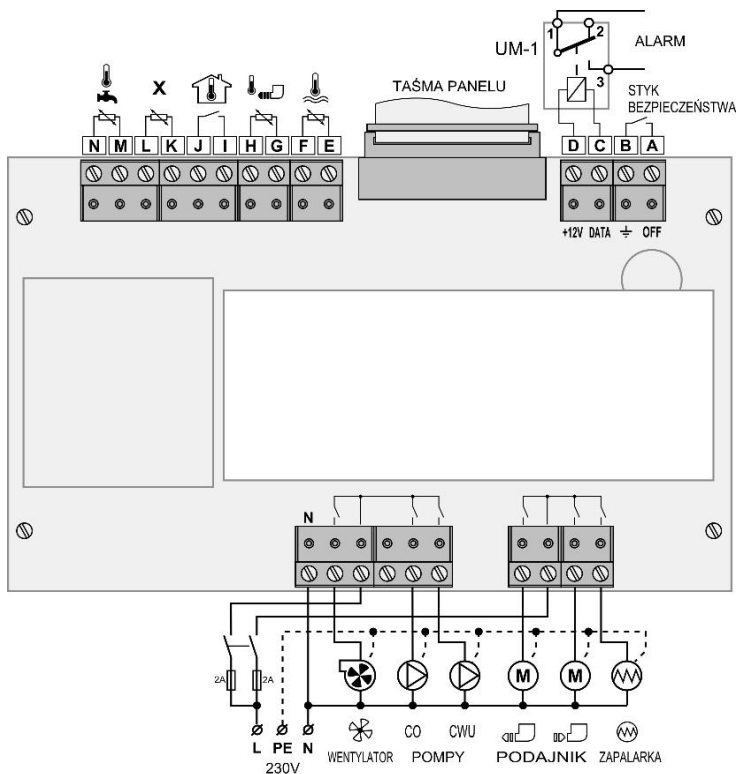 1 2
UM-1
ALARM
3
X
TAŚMA PANELU
STYK
BEZPIECZEŃSTWA
N M L K J I H G F E
D C B A
+12V DATA OFF
N
2A 2A
M M
L PE N
230V
WENTYLATOR
CO CWU
POMPY
PODAJNIK
ZAPALARKA